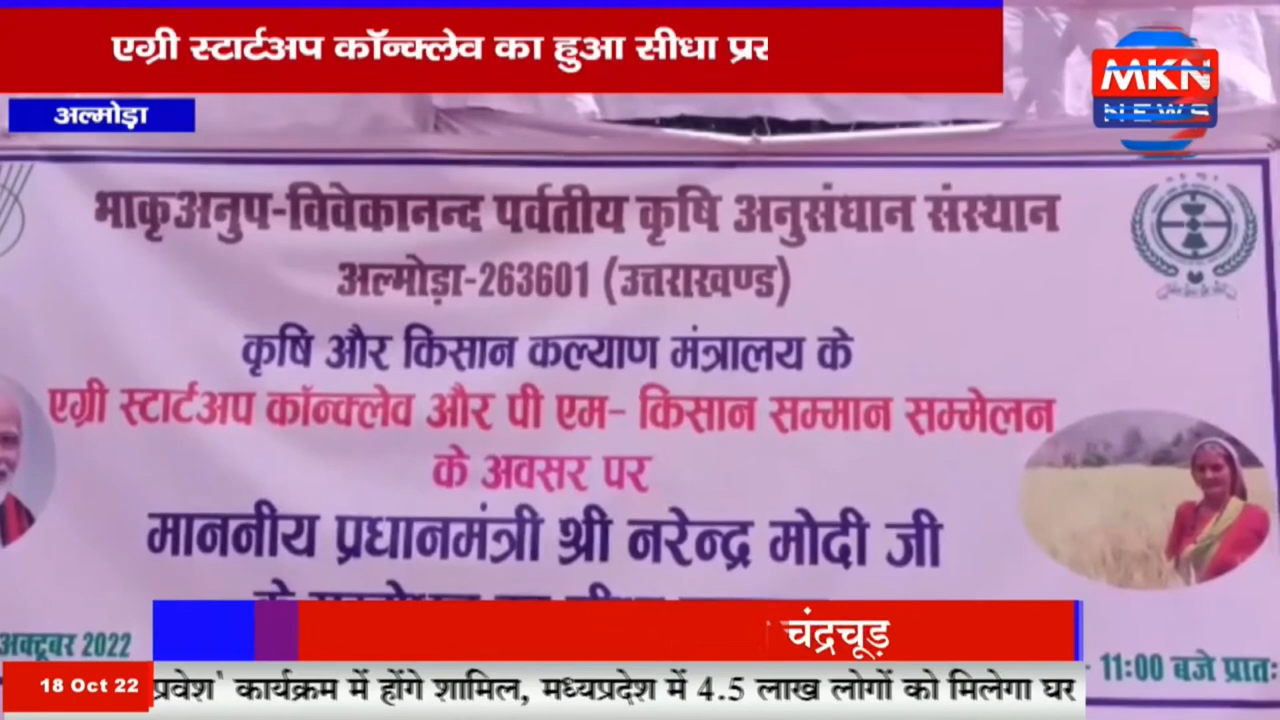 एग्री स्टार्टअप कॉन्क्लेव का हुआ सीधा प्रस
MKN
NEWS
अल्मोड़ा
भाकृअनुप-विवेकानन्द पर्वतीय कृषि अनुसंधान संस्थान
अल्मोड़ा-263601 (उत्तराखण्ड)
कृषि और किसान कल्याण मंत्रालय के
एग्री स्टार्टअप कॉन्क्लेव और पी एम- किसान सम्मान सम्मेलन
के अवसर पर
माननीय प्रधानमंत्री श्री नरेन्द्र मोदी जी
अक्टूबर 2022
चंद्रचूड़
11:00 बजे प्रातः
18 Oct 22
प्रवेश' कार्यक्रम में होंगे शामिल, मध्यप्रदेश में 4.5 लाख लोगों को मिलेगा घर